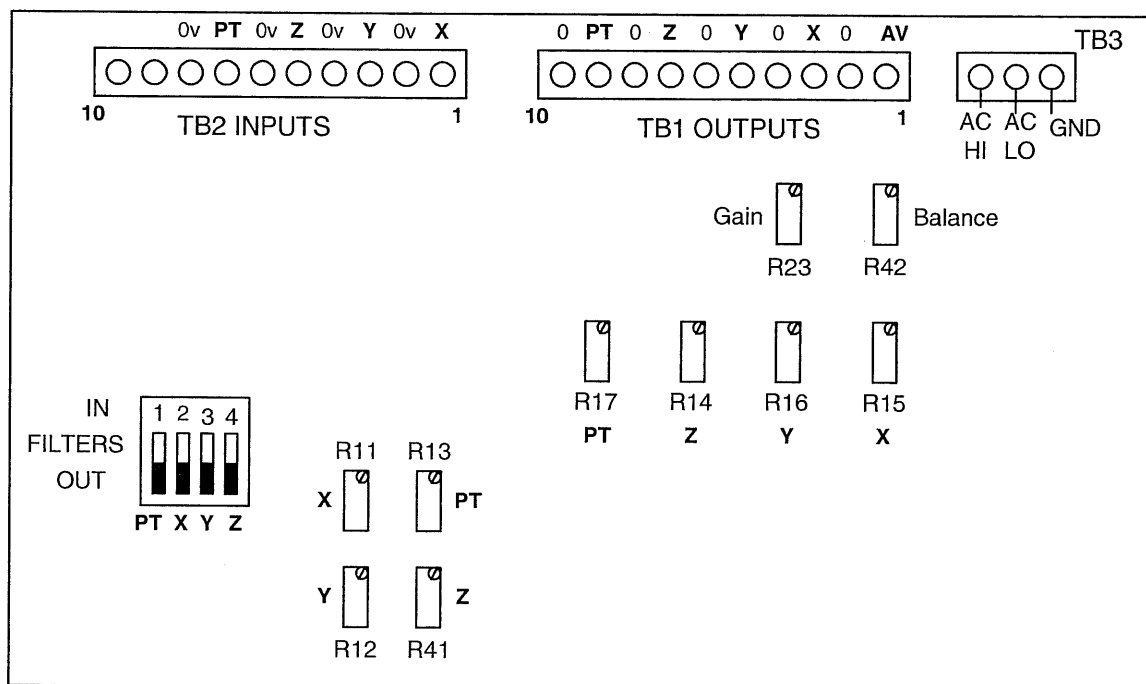 0v PT 0v Z 0v Y 0v X
10 1
TB2 INPUTS
0 PT 0 Z 0 Y 0 X 0 AV
10 1
TB1 OUTPUTS
TB3
AC HI
AC LO
GND
Gain
R23
Balance
R42
R17 R14 R16 R15
PT Z Y X
IN
FILTERS
OUT
1 2 3 4
PT X Y Z
R11 R13
X PT
Y Z
R12 R41